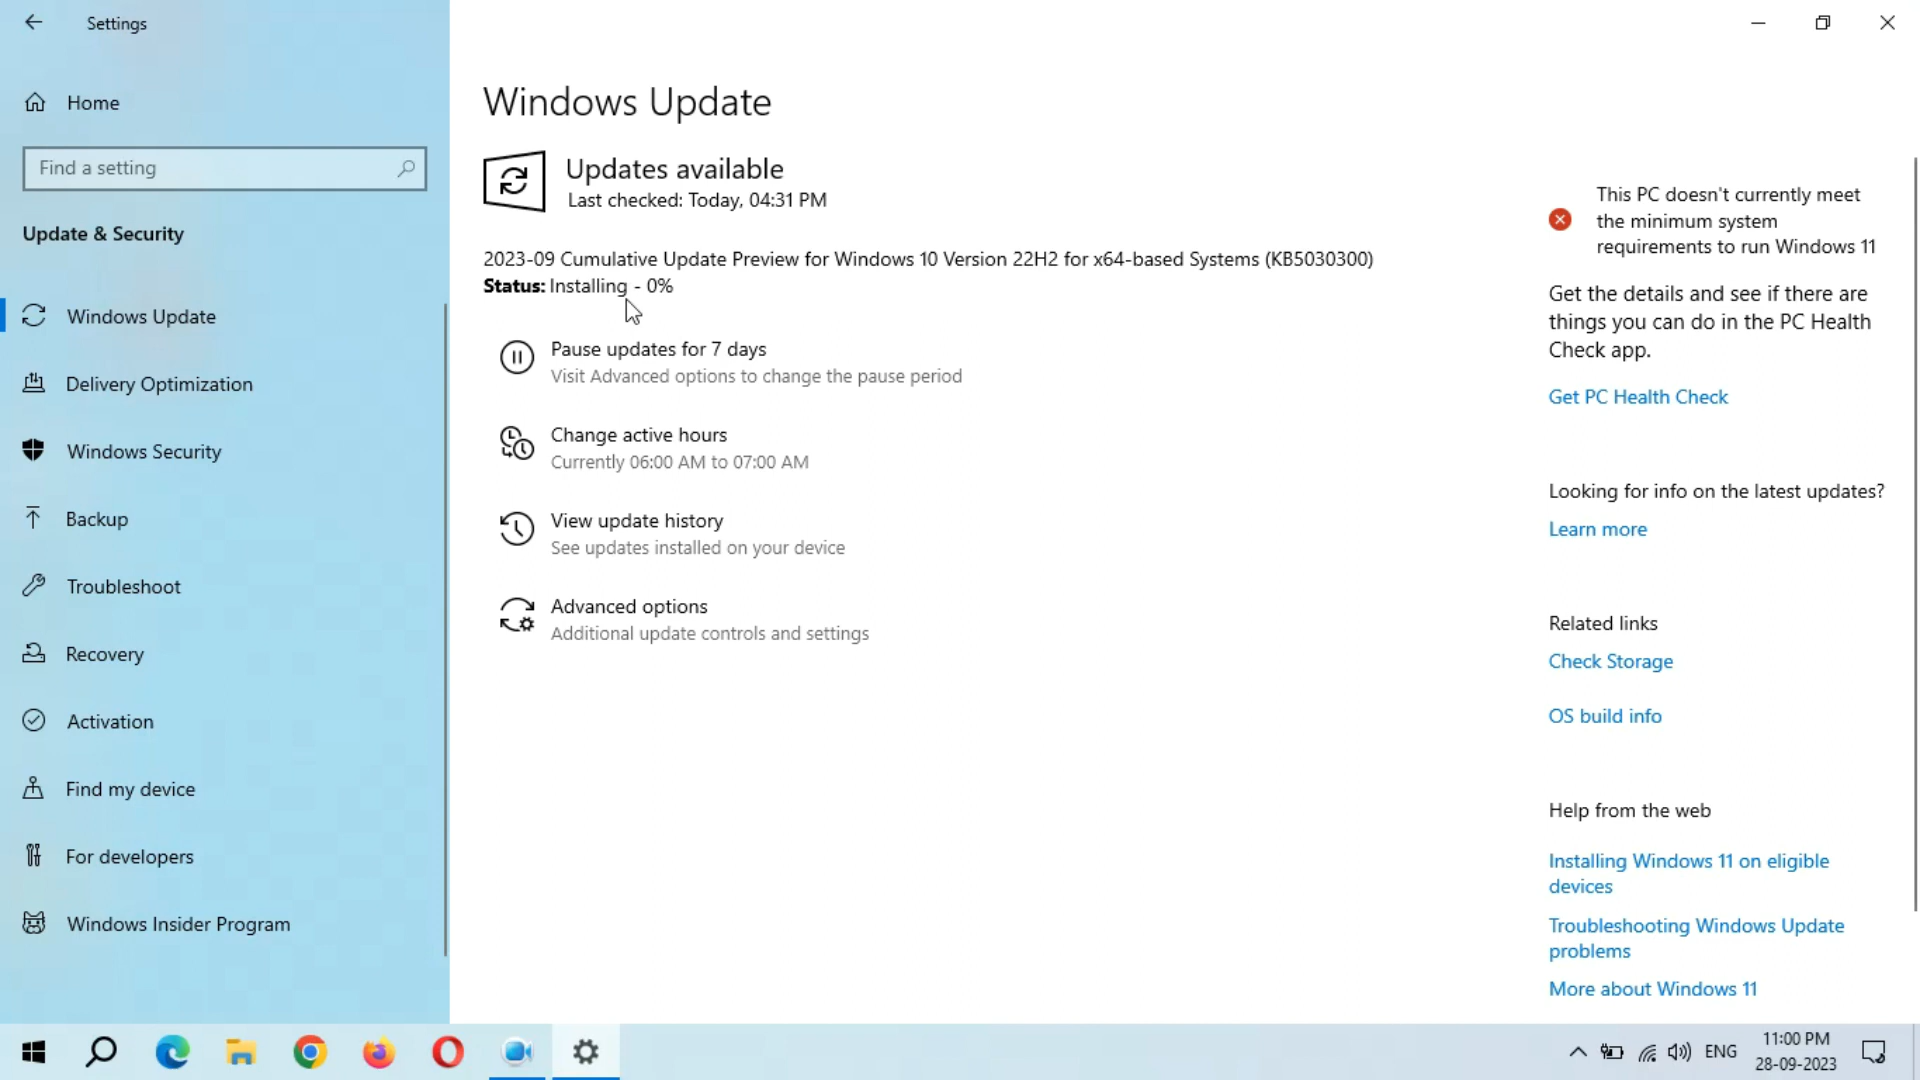 Settings
Home
Find a setting
Update & Security
Windows Update
Delivery Optimization
Windows Security
Backup
Troubleshoot
Recovery
Activation
Find my device
For developers
Windows Insider Program
Windows Update
Updates available
Last checked: Today, 04:31 PM
2023-09 Cumulative Update Preview for Windows 10 Version 22H2 for x64-based Systems (KB5030300)
Status: Installing - 0%
Pause updates for 7 days
Visit Advanced options to change the pause period
Change active hours
Currently 06:00 AM to 07:00 AM
View update history
See updates installed on your device
Advanced options
Additional update controls and settings
This PC doesn't currently meet
the minimum system
requirements to run Windows 11
Get the details and see if there are
things you can do in the PC Health
Check app.
Get PC Health Check
Looking for info on the latest updates?
Learn more
Related links
Check Storage
OS build info
Help from the web
Installing Windows 11 on eligible
devices
Troubleshooting Windows Update
problems
More about Windows 11
ENG
11:00 PM
28-09-2023